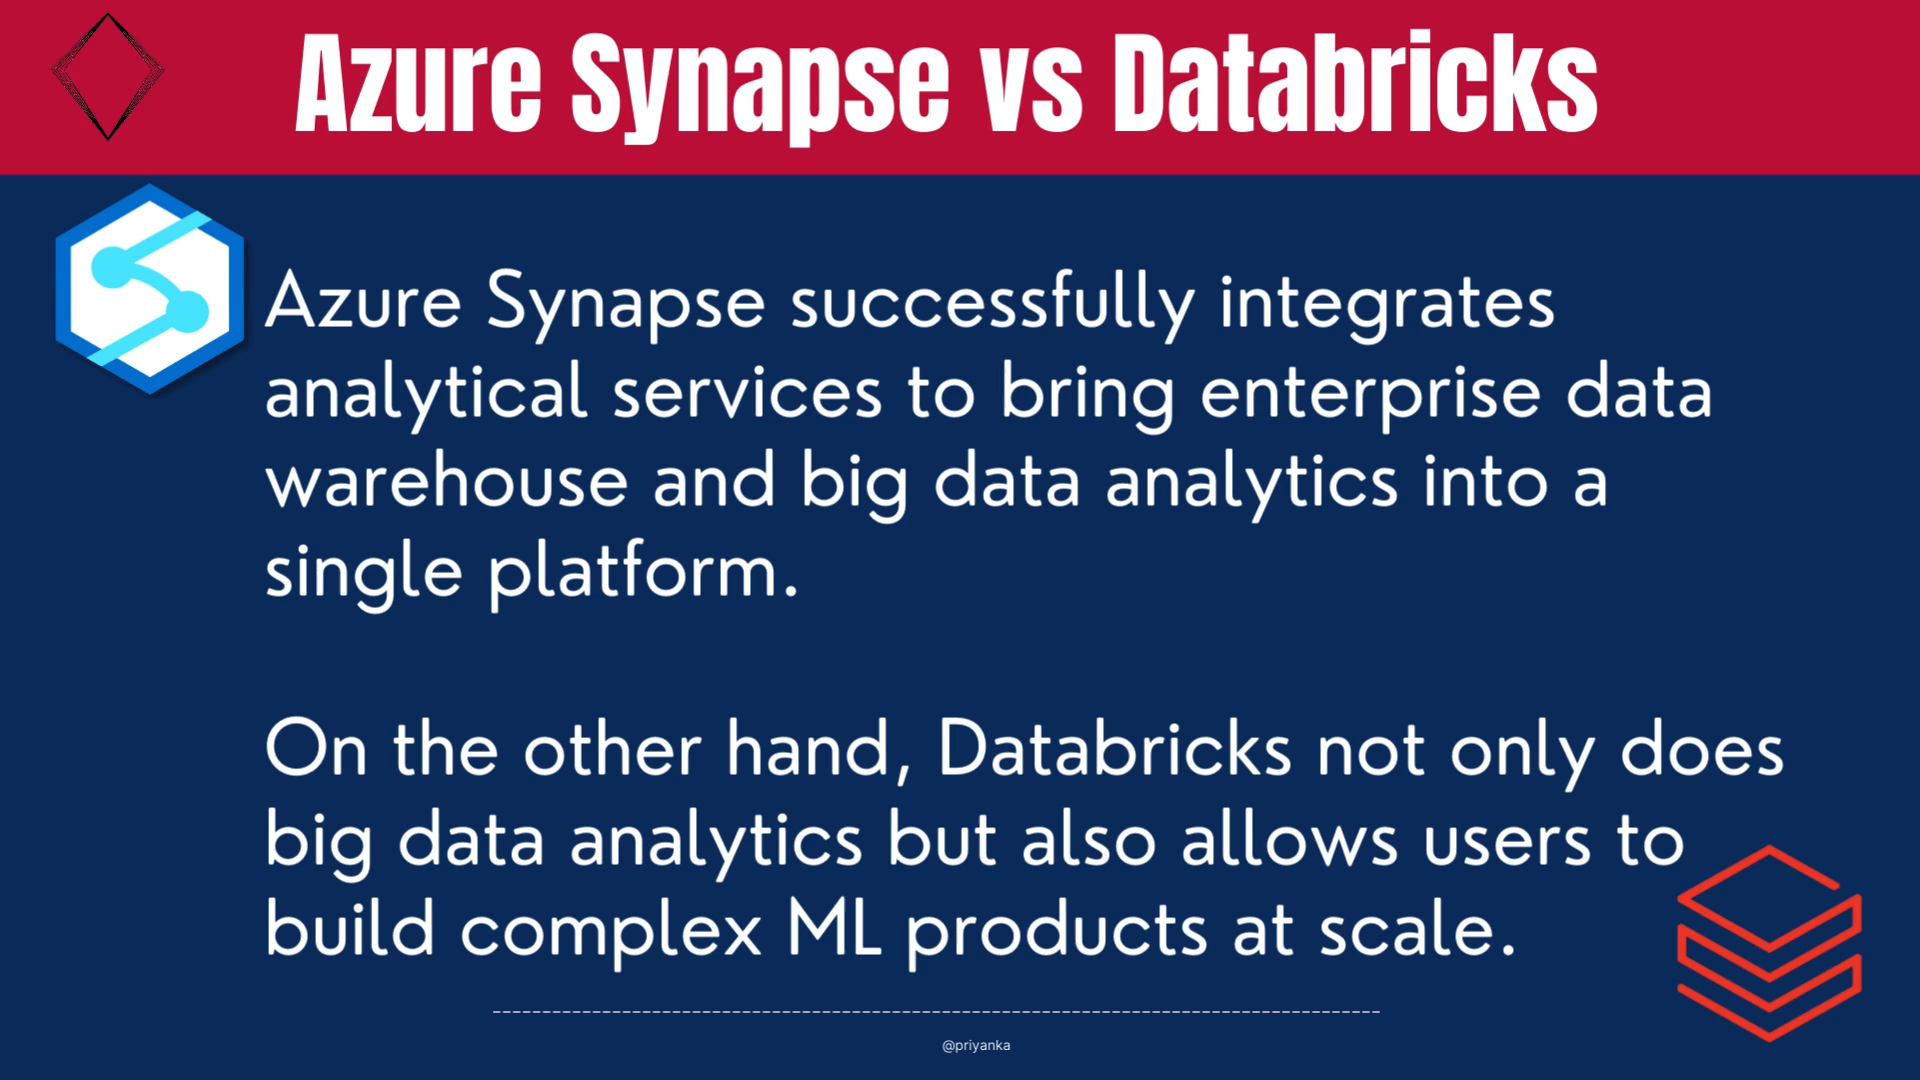 Azure Synapse vs Databricks
Azure Synapse successfully integrates
analytical services to bring enterprise data
warehouse and big data analytics into a
single platform.
On the other hand, Databricks not only does
big data analytics but also allows users to
build complex ML products at scale.
@priyanka